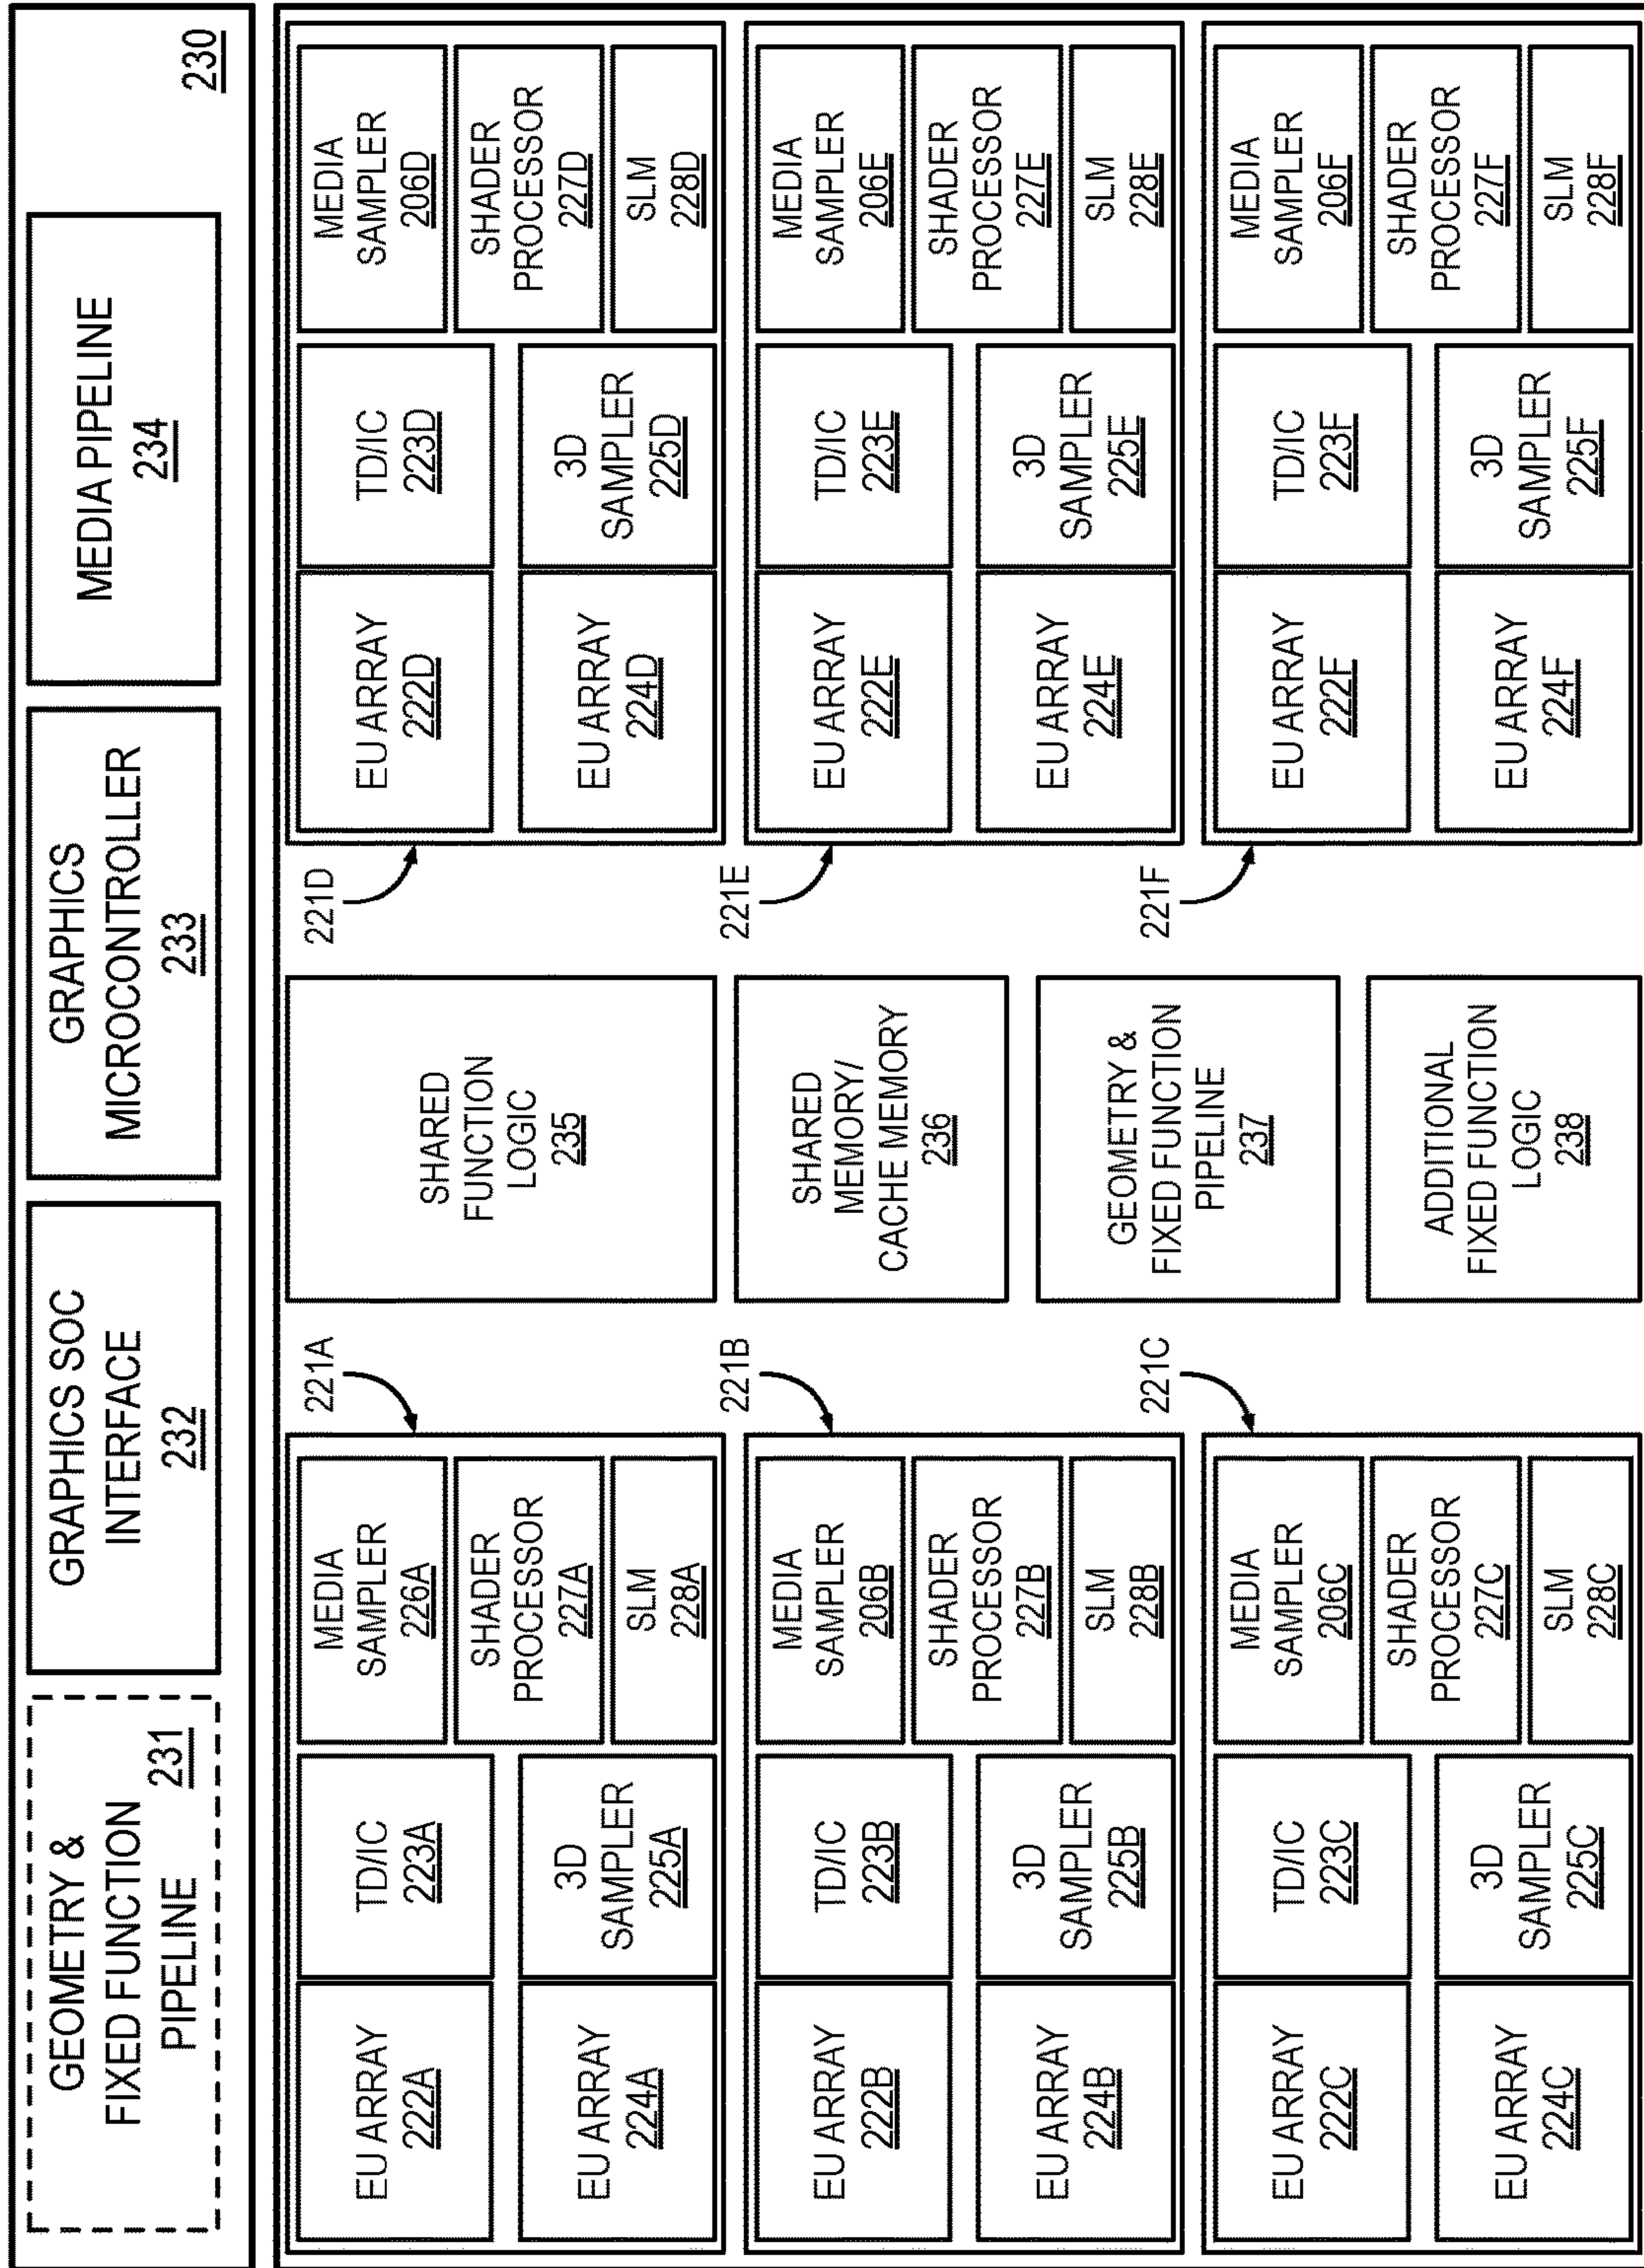 GEOMETRY &
FIXED FUNCTION
PIPELINE
231
GRAPHICS SOC
INTERFACE
232
GRAPHICS
MICROCONTROLLER
233
MEDIA PIPELINE
234
230
221A
EU ARRAY
222A
TD/IC
223A
MEDIA
SAMPLER
226A
SHADER
PROCESSOR
227A
EU ARRAY
224A
3D
SAMPLER
225A
SLM
228A
SHARED
FUNCTION
LOGIC
235
221D
EU ARRAY
222D
TD/IC
223D
MEDIA
SAMPLER
206D
SHADER
PROCESSOR
227D
EU ARRAY
224D
3D
SAMPLER
225D
SLM
228D
221B
EU ARRAY
222B
TD/IC
223B
MEDIA
SAMPLER
206B
SHADER
PROCESSOR
227B
EU ARRAY
224B
3D
SAMPLER
225B
SLM
228B
SHARED
MEMORY/
CACHE MEMORY
236
221E
EU ARRAY
222E
TD/IC
223E
MEDIA
SAMPLER
206E
SHADER
PROCESSOR
227E
EU ARRAY
224E
3D
SAMPLER
225E
SLM
228E
GEOMETRY &
FIXED FUNCTION
PIPELINE
237
221C
EU ARRAY
222C
TD/IC
223C
MEDIA
SAMPLER
206C
SHADER
PROCESSOR
227C
EU ARRAY
224C
3D
SAMPLER
225C
SLM
228C
ADDITIONAL
FIXED FUNCTION
LOGIC
238
221F
EU ARRAY
222F
TD/IC
223F
MEDIA
SAMPLER
206F
SHADER
PROCESSOR
227F
EU ARRAY
224F
3D
SAMPLER
225F
SLM
228F